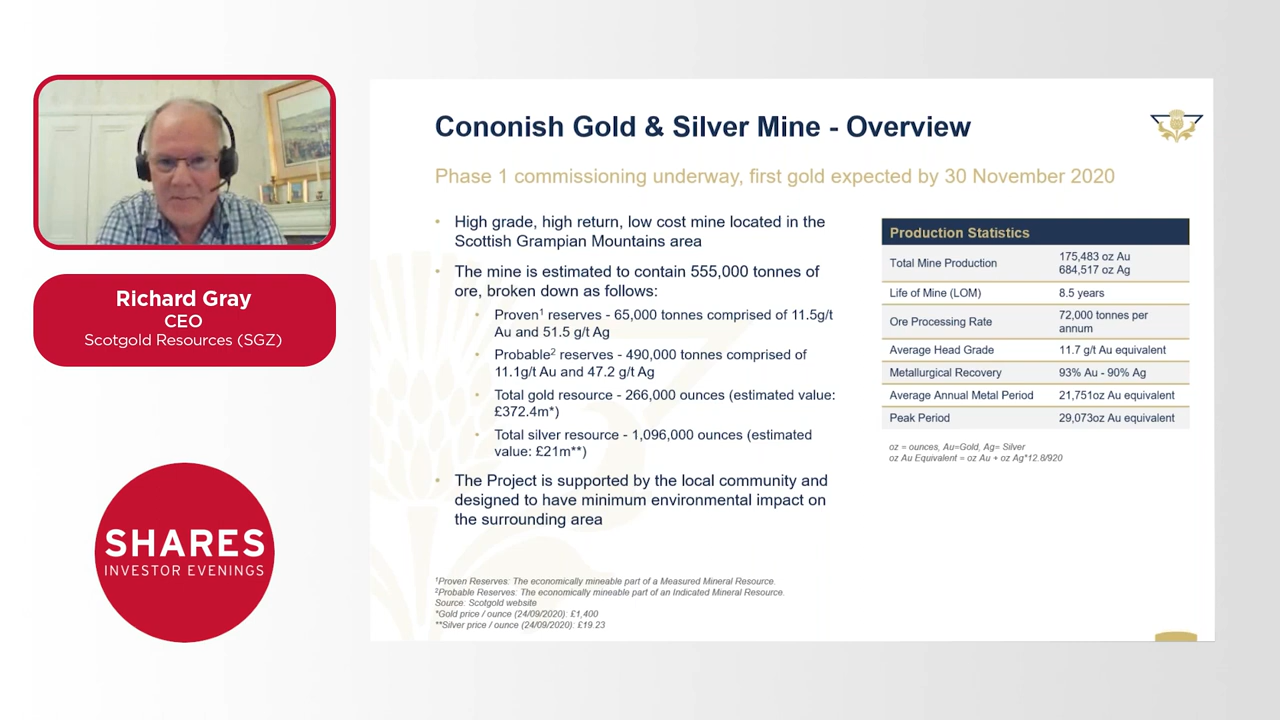 Richard Gray
CEO
Scotgold Resources (SGZ)
SHARES
INVESTOR EVENINGS
Cononish Gold & Silver Mine - Overview
Phase 1 commissioning underway, first gold expected by 30 November 2020
• High grade, high return, low cost mine located in the
Scottish Grampian Mountains area
• The mine is estimated to contain 555,000 tonnes of
ore, broken down as follows:
• Proven¹ reserves - 65,000 tonnes comprised of 11.5g/t
Au and 51.5 g/t Ag
• Probable² reserves - 490,000 tonnes comprised of
11.1g/t Au and 47.2 g/t Ag
• Total gold resource - 266,000 ounces (estimated value:
£372.4m*)
• Total silver resource - 1,096,000 ounces (estimated
value: £21m**)
• The Project is supported by the local community and
designed to have minimum environmental impact on
the surrounding area
Production Statistics
Total Mine Production 175,483 oz Au
684,517 oz Ag
Life of Mine (LOM) 8.5 years
Ore Processing Rate 72,000 tonnes per
annum
Average Head Grade 11.7 g/t Au equivalent
Metallurgical Recovery 93% Au - 90% Ag
Average Annual Metal Period 21,751oz Au equivalent
Peak Period 29,073oz Au equivalent
oz = ounces, Au=Gold, Ag= Silver
oz Au Equivalent = oz Au + oz Ag*12.8/920
¹Proven Reserves: The economically mineable part of a Measured Mineral Resource.
²Probable Reserves: The economically mineable part of an Indicated Mineral Resource.
Source: Scotgold website
*Gold price / ounce (24/09/2020): £1,400
**Silver price / ounce (24/09/2020): £19.23